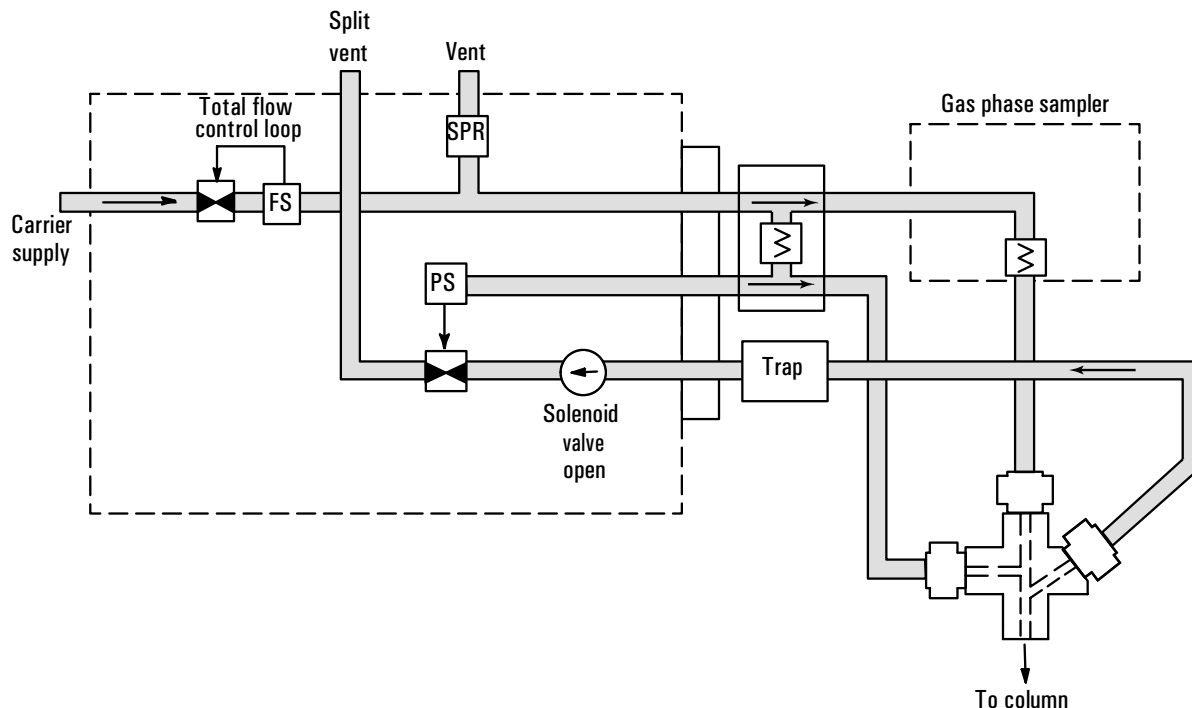 Split
vent
Vent
Total flow
control loop
SPR
Gas phase sampler
FS
Carrier
supply
PS
Trap
Solenoid
valve
open
To column